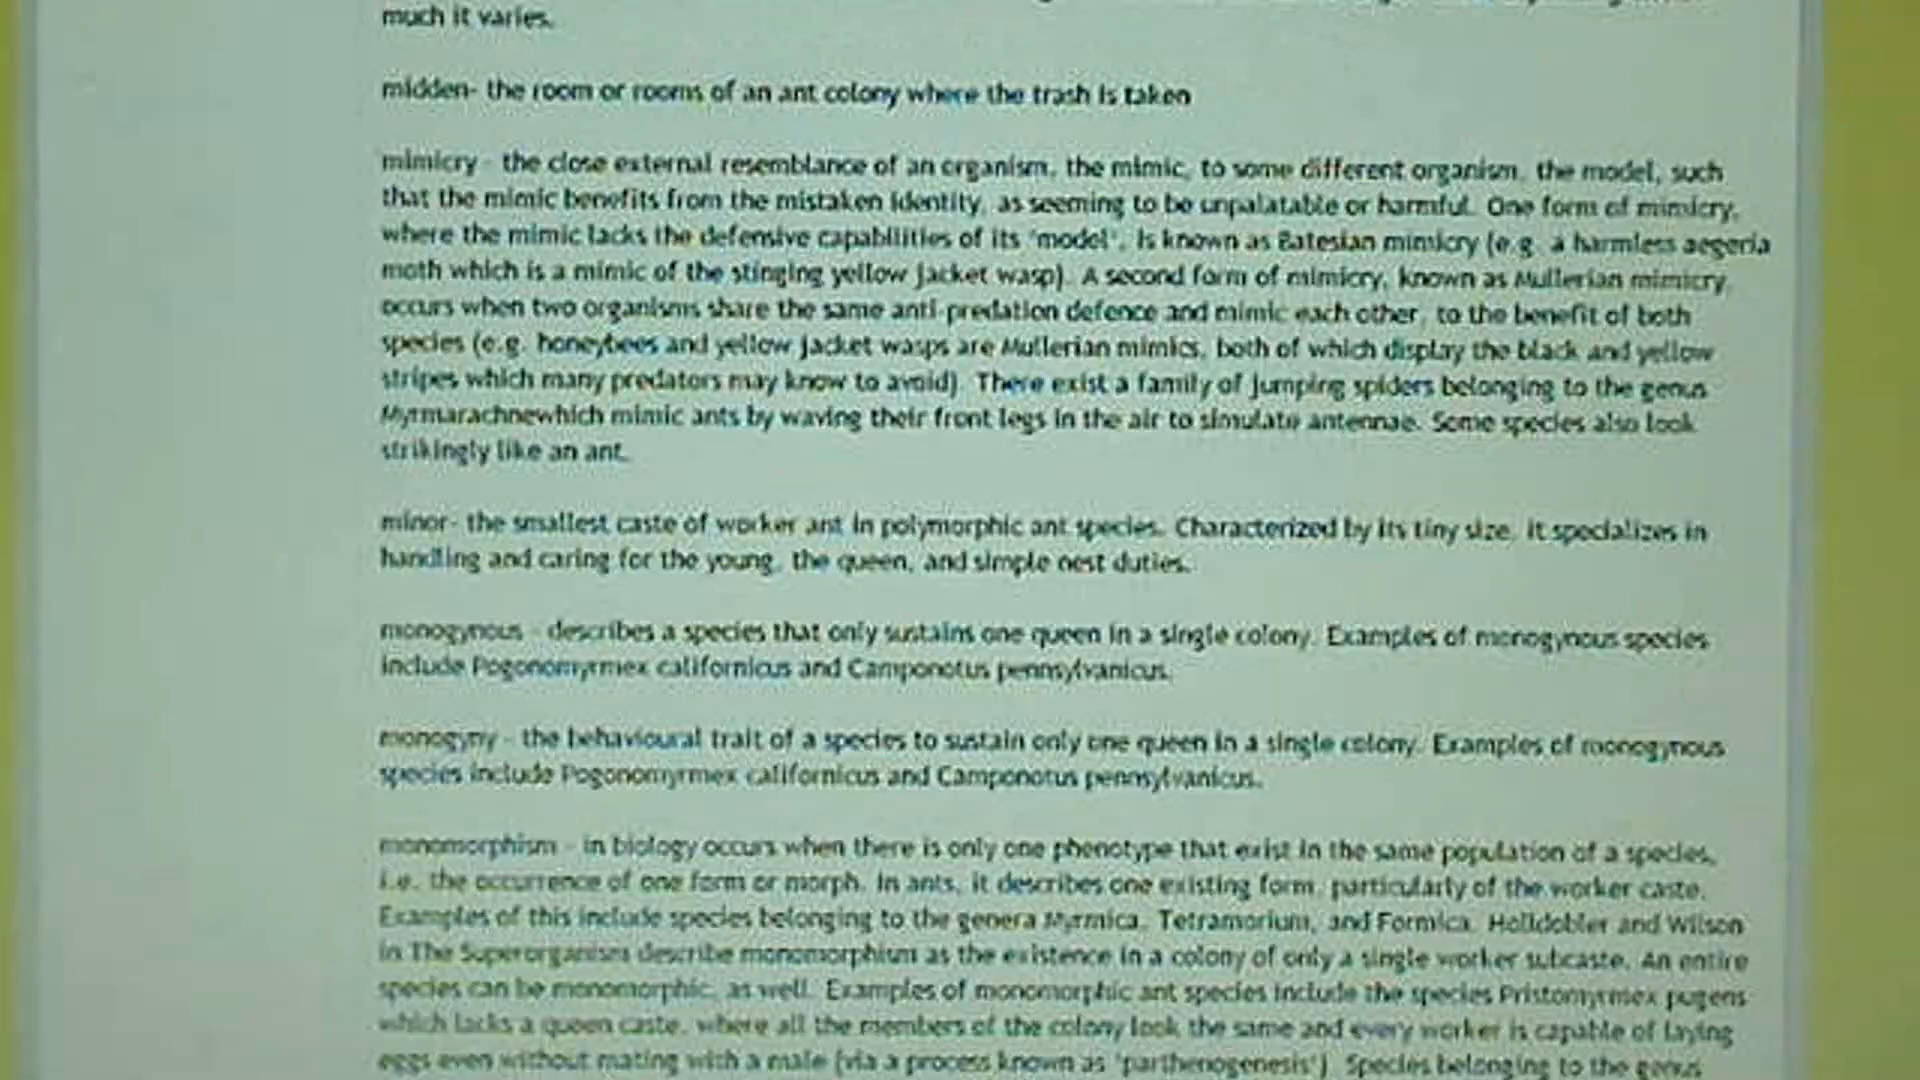 much it varies.
midden- the room or rooms of an ant colony where the trash is taken
mimicry - the close external resemblance of an organism, the mimic, to some different organism, the model, such
that the mimic benefits from the mistaken identity, as seeming to be unpalatable or harmful. One form of mimicry,
where the mimic lacks the defensive capabilities of its 'model', is known as Batesian mimicry (e.g. a harmless aegeria
moth which is a mimic of the stinging yellow jacket wasp). A second form of mimicry, known as Mullerian mimicry
occurs when two organisms share the same anti-predation defence and mimic each other, to the benefit of both
species (e.g. honeybees and yellow jacket wasps are Mullerian mimics, both of which display the black and yellow
stripes which many predators may know to avoid). There exist a family of jumping spiders belonging to the genus
Myrmarachnewhich mimic ants by waving their front legs in the air to simulate antennae. Some species also look
strikingly like an ant.
minor- the smallest caste of worker ant in polymorphic ant species. Characterized by its tiny size, it specializes in
handling and caring for the young, the queen, and simple nest duties.
monogynous - describes a species that only sustains one queen in a single colony. Examples of monogynous species
include Pogonomyrmex californicus and Camponotus pennsylvanicus.
monogyny - the behavioural trait of a species to sustain only one queen in a single colony. Examples of monogynous
species include Pogonomyrmex californicus and Camponotus pennsylvanicus.
monomorphism - in biology occurs when there is only one phenotype that exist in the same population of a species,
i.e. the occurrence of one form or morph. In ants, it describes one existing form, particularly of the worker caste.
Examples of this include species belonging to the genera Myrmica, Tetramorium, and Formica. Holldobler and Wilson
in The Superorganism describe monomorphism as the existence in a colony of only a single worker subcaste. An entire
species can be monomorphic, as well. Examples of monomorphic ant species include the species Pristomyrmex pugens
which lacks a queen caste, where all the members of the colony look the same and every worker is capable of laying
eggs even without mating with a male (via a process known as 'parthenogenesis'). Species belonging to the genus